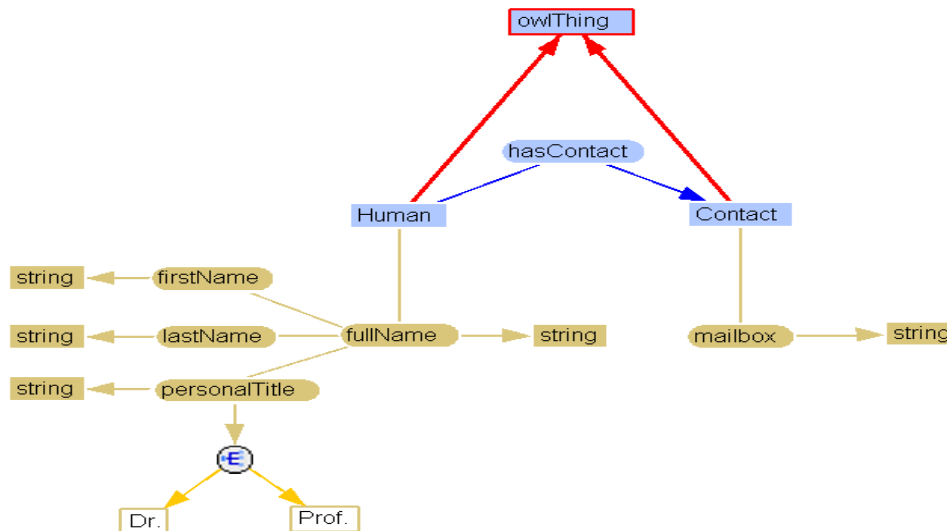 owlThing
hasContact
Human
Contact
string
firstName
string
lastName
fullName
string
mailbox
string
string
personalTitle
E
Dr.
Prof.